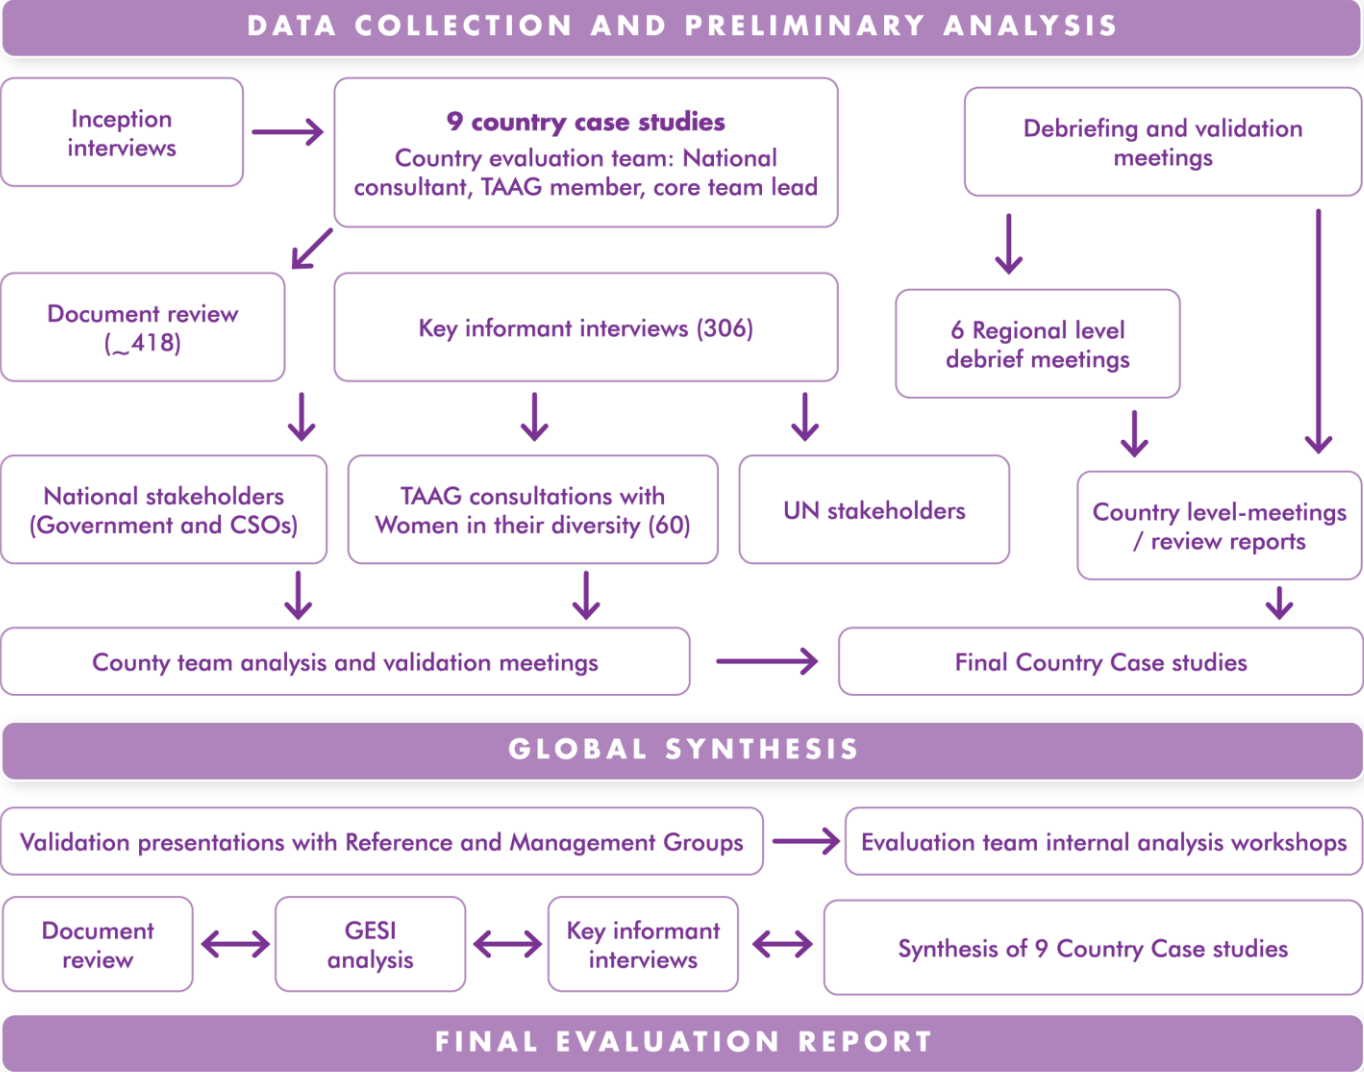 DATA COLLECTION AND PRELIMINARY ANALYSIS
Inception
interviews
9 country case studies
Country evaluation team: National
consultant, TAAG member, core team lead
Debriefing and validation
meetings
Document review
(~418)
Key informant interviews (306)
6 Regional level
debrief meetings
National stakeholders
(Government and CSOs)
TAAG consultations with
Women in their diversity (60)
UN stakeholders
Country level-meetings
/ review reports
County team analysis and validation meetings
Final Country Case studies
GLOBAL SYNTHESIS
Validation presentations with Reference and Management Groups
Evaluation team internal analysis workshops
Document
review
GESI
analysis
Key informant
interviews
Synthesis of 9 Country Case studies
FINAL EVALUATION REPORT